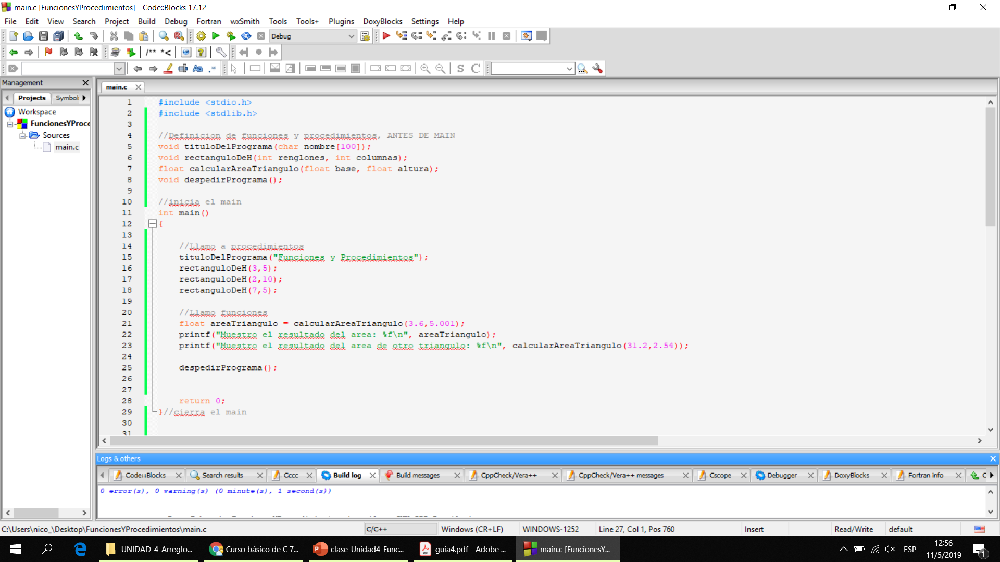 main.c [FuncionesYProcedimientos] - Code::Blocks 17.12
File Edit View Search Project Build Debug Fortran wxSmith Tools Tools+ Plugins DoxyBlocks Settings Help
Debug
/** *<
S C
Management
main.c
Projects Symbol
Workspace
FuncionesYProce
Sources
main.c
1 #include <stdio.h>
2 #include <stdlib.h>
3
4 //Definicion de funciones y procedimientos, ANTES DE MAIN
5 void tituloDelPrograma(char nombre[100]);
6 void rectanguloDeH(int renglones, int columnas);
7 float calcularAreaTriangulo(float base, float altura);
8 void despedirPrograma();
9
10 //inicia el main
11 int main()
12 {
13
14 //Llamo a procedimientos
15 tituloDelPrograma("Funciones y Procedimientos");
16 rectanguloDeH(3,5);
17 rectanguloDeH(2,10);
18 rectanguloDeH(7,5);
19
20 //Llamo funciones
21 float areaTriangulo = calcularAreaTriangulo(3.6,5.001);
22 printf("Muestro el resultado del area: %f\n", areaTriangulo);
23 printf("Muestro el resultado del area de otro triangulo: %f\n", calcularAreaTriangulo(31.2,2.54));
24
25 despedirPrograma();
26
27
28 return 0;
29 }//cierra el main
30
31
Logs & others
Code::Blocks Search results Cccc Build log Build messages CppCheck/Vera++ CppCheck/Vera++ messages Cscope Debugger DoxyBlocks Fortran info C
0 error(s), 0 warning(s) (0 minute(s), 1 second(s))
C:\Users\nico_\Desktop\FuncionesYProcedimientos\main.c C/C++ Windows (CR+LF) WINDOWS-1252 Line 27, Col 1, Pos 760 Insert Read/Write default
UNIDAD-4-Arreglo... Curso básico de C 7... clase-Unidad4-Func... guia4.pdf - Adobe ... main.c [FuncionesY... ESP 12:56
11/5/2019
1